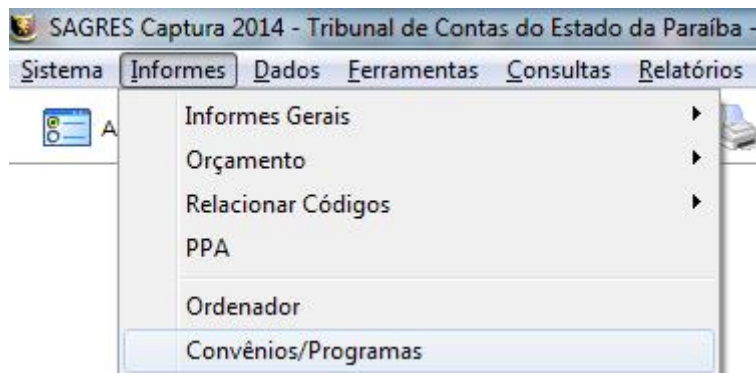 SAGRES Captura 2014 - Tribunal de Contas do Estado da Paraíba -
Sistema Informes Dados Ferramentas Consultas Relatórios
A
Informes Gerais
Orçamento
Relacionar Códigos
PPA
Ordenador
Convênios/Programas